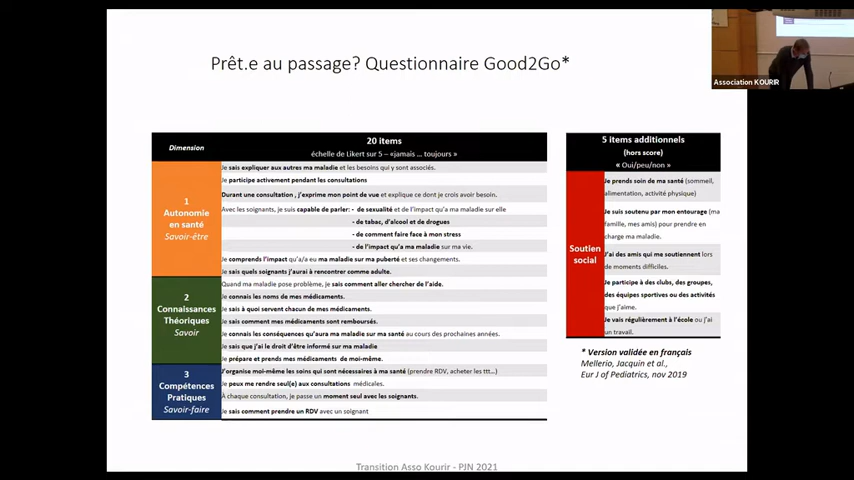 Prêt.e au passage? Questionnaire Good2Go*
Association KOURIR
Dimension
20 items
échelle de Likert sur 5 – «jamais ... toujours »
1
Autonomie
en santé
Savoir-être
Je sais expliquer aux autres ma maladie et les besoins qui y sont associés.
Je participe activement pendant les consultations
Durant une consultation , j'exprime mon point de vue et explique ce dont je crois avoir besoin.
Avec les soignants, je suis capable de parler: - de sexualité et de l'impact qu'a ma maladie sur elle
- de tabac, d'alcool et de drogues
- de comment faire face à mon stress
- de l'impact qu'a ma maladie sur ma vie.
Je comprends l'impact qu'a/a eu ma maladie sur ma puberté et ses changements.
Je sais quels soignants j'aurai à rencontrer comme adulte.
2
Connaissances
Théoriques
Savoir
Quand ma maladie pose problème, je sais comment aller chercher de l'aide.
Je connais les noms de mes médicaments.
Je sais à quoi servent chacun de mes médicaments.
Je sais comment mes médicaments sont remboursés.
Je connais les conséquences qu'aura ma maladie sur ma santé au cours des prochaines années.
Je sais que j'ai le droit d'être informé sur ma maladie
Je prépare et prends mes médicaments de moi-même.
3
Compétences
Pratiques
Savoir-faire
J'organise moi-même les soins qui sont nécessaires à ma santé (prendre RDV, acheter les ttt...)
Je peux me rendre seul(e) aux consultations médicales.
À chaque consultation, je passe un moment seul avec les soignants.
Je sais comment prendre un RDV avec un soignant
5 items additionnels
(hors score)
« Oui/peu/non »
Soutien
social
Je prends soin de ma santé (sommeil,
alimentation, activité physique)
Je suis soutenu par mon entourage (ma
famille, mes amis) pour prendre en
charge ma maladie.
J'ai des amis qui me soutiennent lors
de moments difficiles.
Je participe à des clubs, des groupes,
des équipes sportives ou des activités
que j'aime.
Je vais régulièrement à l'école ou j'ai
un travail.
* Version validée en français
Mellerio, Jacquin et al.,
Eur J of Pediatrics, nov 2019
Transition Asso Kourir - PJN 2021